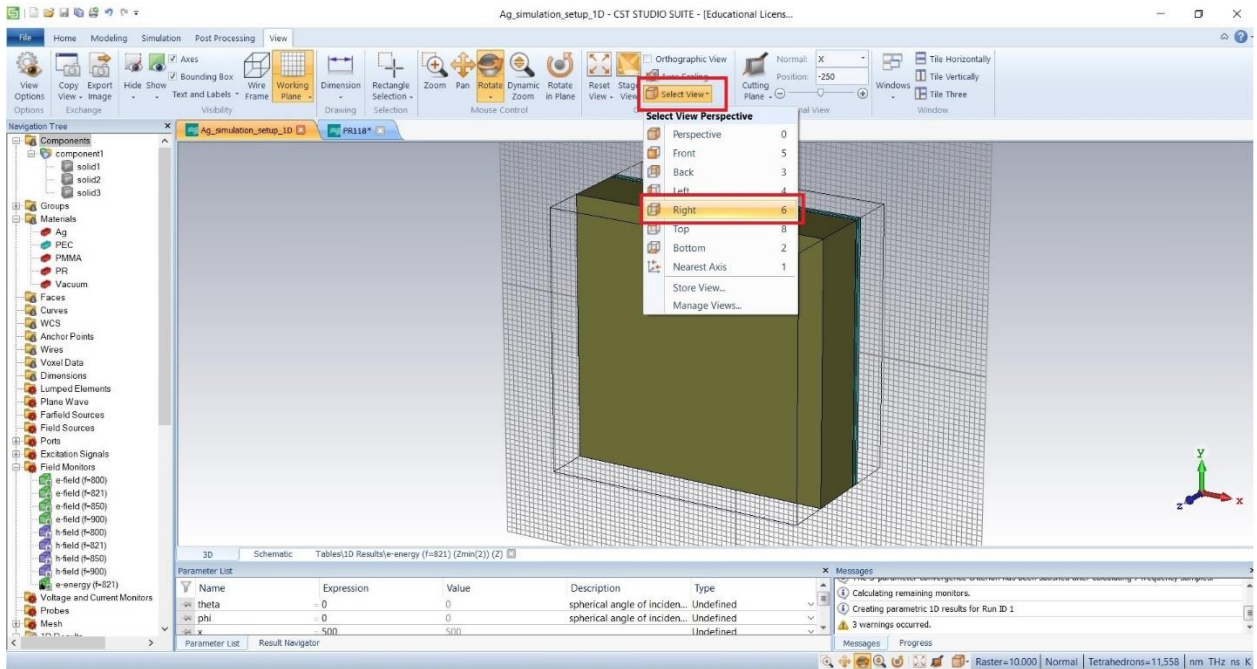 Ag_simulation_setup_1D - CST STUDIO SUITE - [Educational Licens...
File Home Modeling Simulation Post Processing View
View Options
Copy View
Export Image
Hide Show
Axes
Bounding Box
Text and Labels
Wire Frame
Working Plane
Dimension
Rectangle Selection
Zoom
Pan
Rotate
Dynamic Zoom
Rotate in Plane
Reset View
Orthographic View
Select View
Cutting Plane
Normal: X
Position: -250
Windows
Tile Horizontally
Tile Vertically
Tile Three
Options Exchange Visibility Drawing Selection Mouse Control Window
Navigation Tree
Components
component1
solid1
solid2
solid3
Groups
Materials
Ag
PEC
PMMA
PR
Vacuum
Faces
Curves
WCS
Anchor Points
Wires
Voxel Data
Dimensions
Lumped Elements
Plane Wave
Farfield Sources
Field Sources
Ports
Excitation Signals
Field Monitors
e-field (f=800)
e-field (f=821)
e-field (f=850)
e-field (f=900)
h-field (f=800)
h-field (f=821)
h-field (f=850)
h-field (f=900)
e-energy (f=821)
Voltage and Current Monitors
Probes
Mesh
Ag_simulation_setup_1D PR118*
Select View Perspective
Perspective 0
Front 5
Back 3
Left 4
Right 6
Top 8
Bottom 2
Nearest Axis 1
Store View...
Manage Views...
y
z x
3D Schematic Tables\1D Results\e-energy (f=821) (Zmin(2)) (Z)
Parameter List
Name Expression Value Description Type
theta = 0 0 spherical angle of inciden... Undefined
phi = 0 0 spherical angle of inciden... Undefined
x = 500 500 Undefined
Parameter List Result Navigator
Messages
Calculating remaining monitors.
Creating parametric 1D results for Run ID 1
3 warnings occurred.
Messages Progress
Raster=10.000 Normal Tetrahedrons=11,558 nm THz ns K